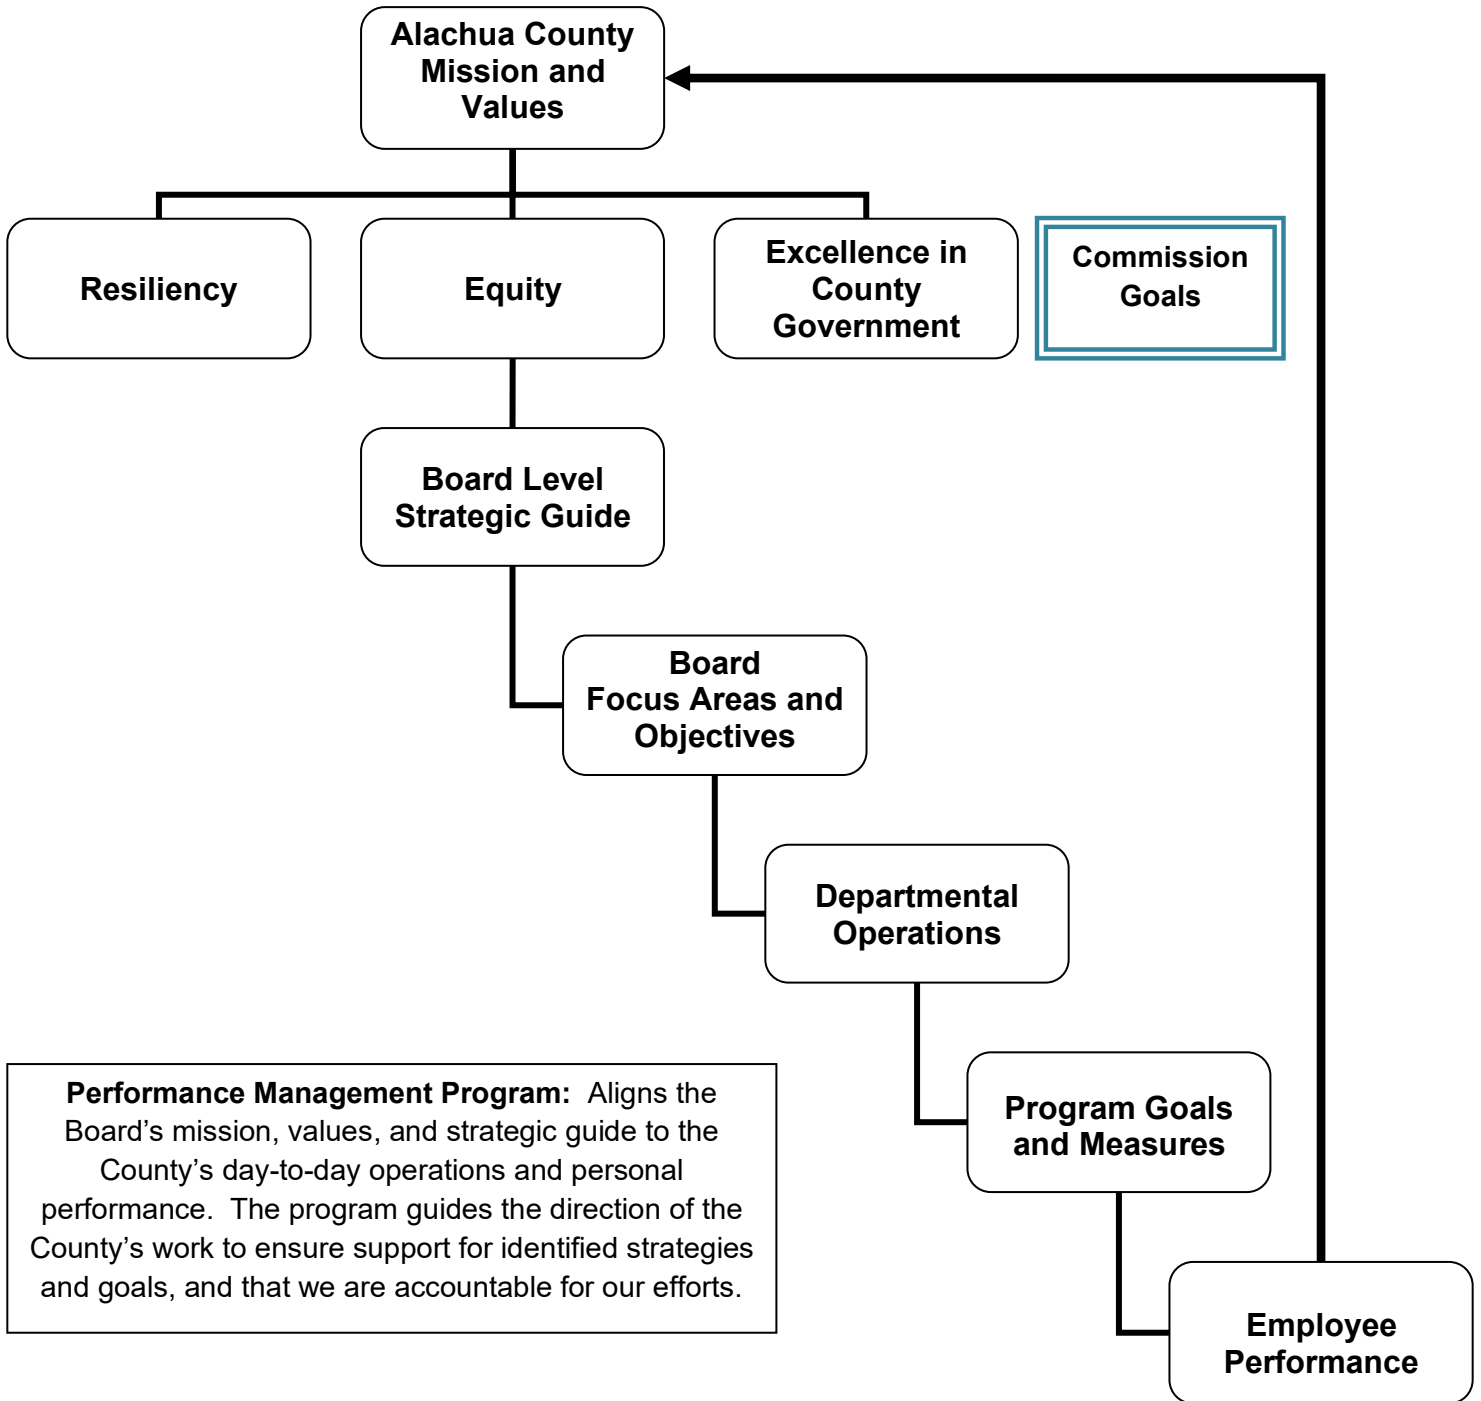 Alachua County
Mission and
Values
Resiliency
Equity
Excellence in
County
Government
Commission
Goals
Board Level
Strategic Guide
Board
Focus Areas and
Objectives
Departmental
Operations
Program Goals
and Measures
Performance Management Program:  Aligns the
Board’s mission, values, and strategic guide to the
County’s day-to-day operations and personal
performance.  The program guides the direction of the
County’s work to ensure support for identified strategies
and goals, and that we are accountable for our efforts.
Employee
Performance